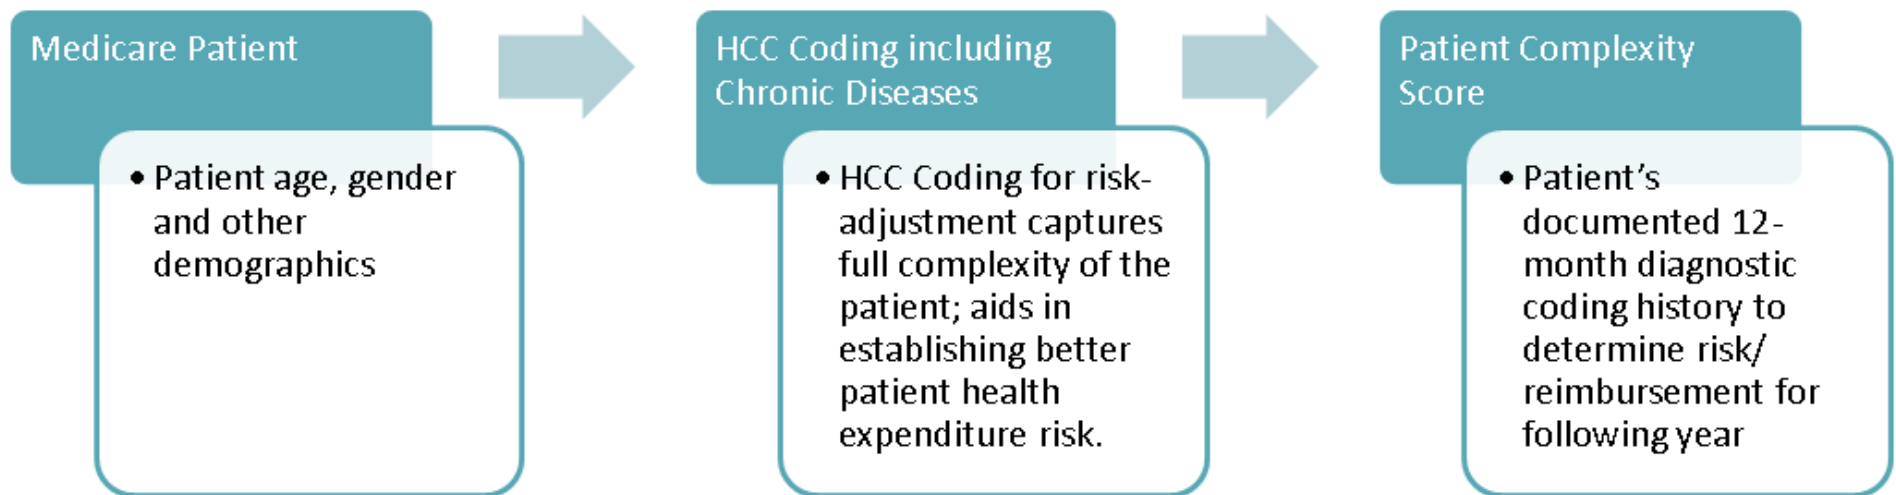 Medicare Patient
• Patient age, gender
and other
demographics
HCC Coding including
Chronic Diseases
• HCC Coding for risk-
adjustment captures
full complexity of the
patient; aids in
establishing better
patient health
expenditure risk.
Patient Complexity
Score
• Patient’s
documented 12-
month diagnostic
coding history to
determine risk/
reimbursement for
following year